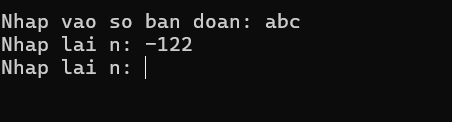 Nhap vao so ban doan: abc
Nhap lai n: -122
Nhap lai n: